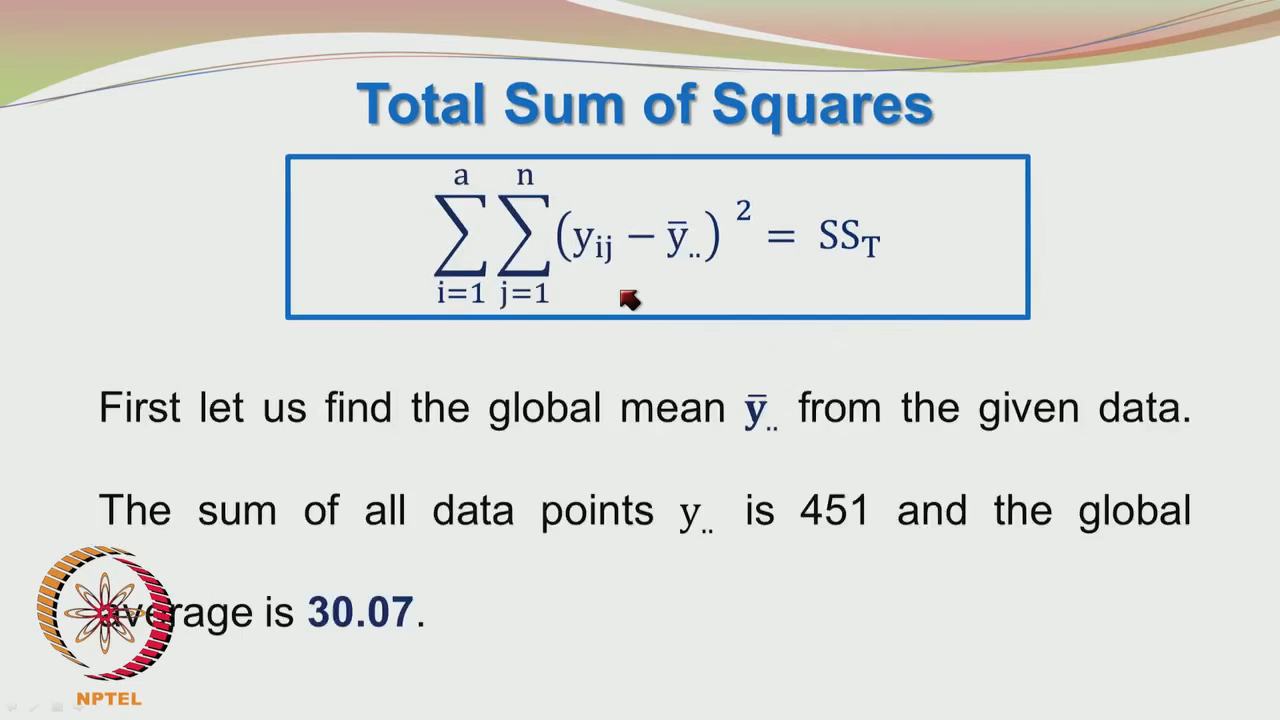 Total Sum of Squares
a n
∑ ∑ (yij − ȳ..)² = SST
i=1 j=1
First let us find the global mean ȳ.. from the given data.
The sum of all data points y.. is 451 and the global
average is 30.07.
NPTEL